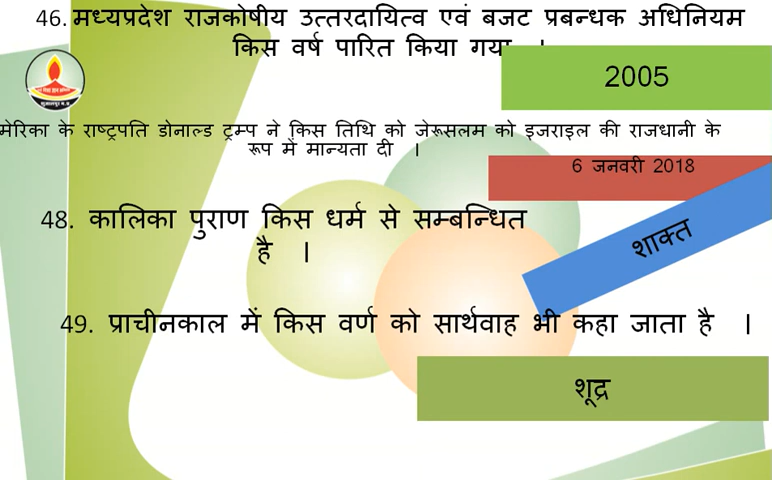 46. मध्यप्रदेश राजकोषीय उत्तरदायित्व एवं बजट प्रबन्धक अधिनियम
किस वर्ष पारित किया गया ।
2005
मेरिका के राष्ट्रपति डोनाल्ड ट्रम्प ने किस तिथि को जेरूसलम को इजराइल की राजधानी के
रूप में मान्यता दी ।
6 जनवरी 2018
48. कालिका पुराण किस धर्म से सम्बन्धित
है ।
शाक्त
49. प्राचीनकाल में किस वर्ण को सार्थवाह भी कहा जाता है ।
शूद्र